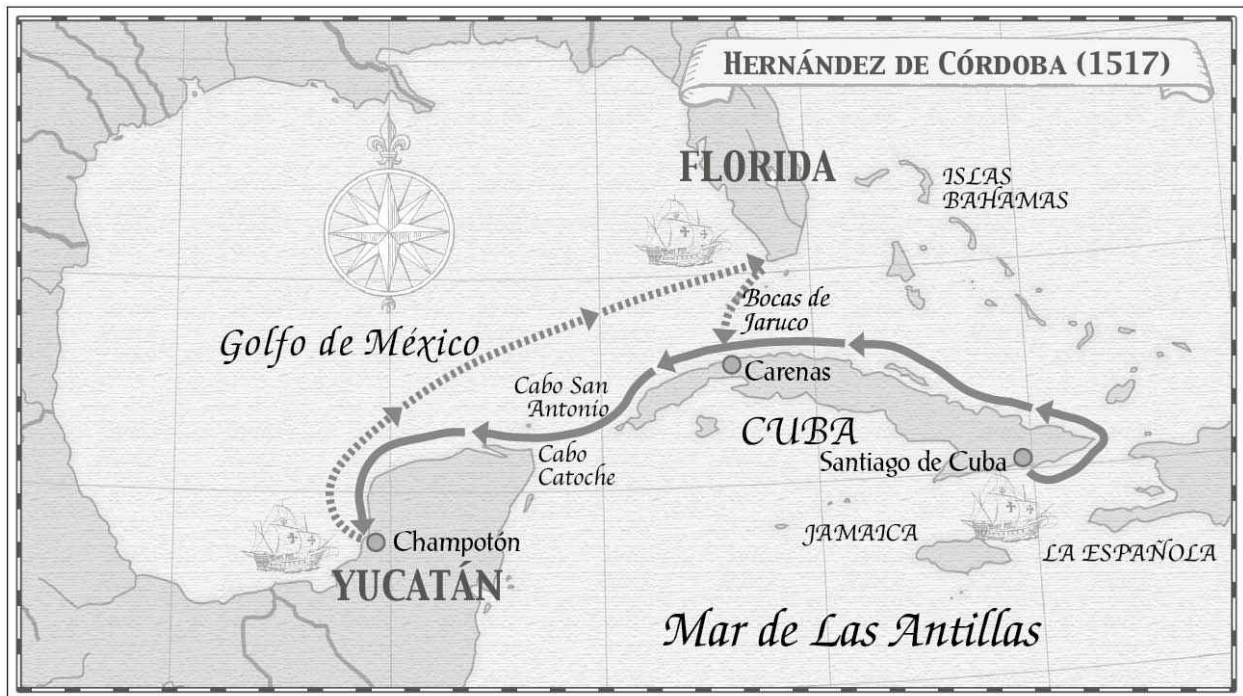 HERNÁNDEZ DE CÓRDOBA (1517)
FLORIDA
ISLAS
BAHAMAS
Bocas de
Jaruco
Golfo de México
Carenas
Cabo San
Antonio
CUBA
Cabo
Catoche
Santiago de Cuba
Champotón
JAMAICA
LA ESPAÑOLA
YUCATÁN
Mar de Las Antillas